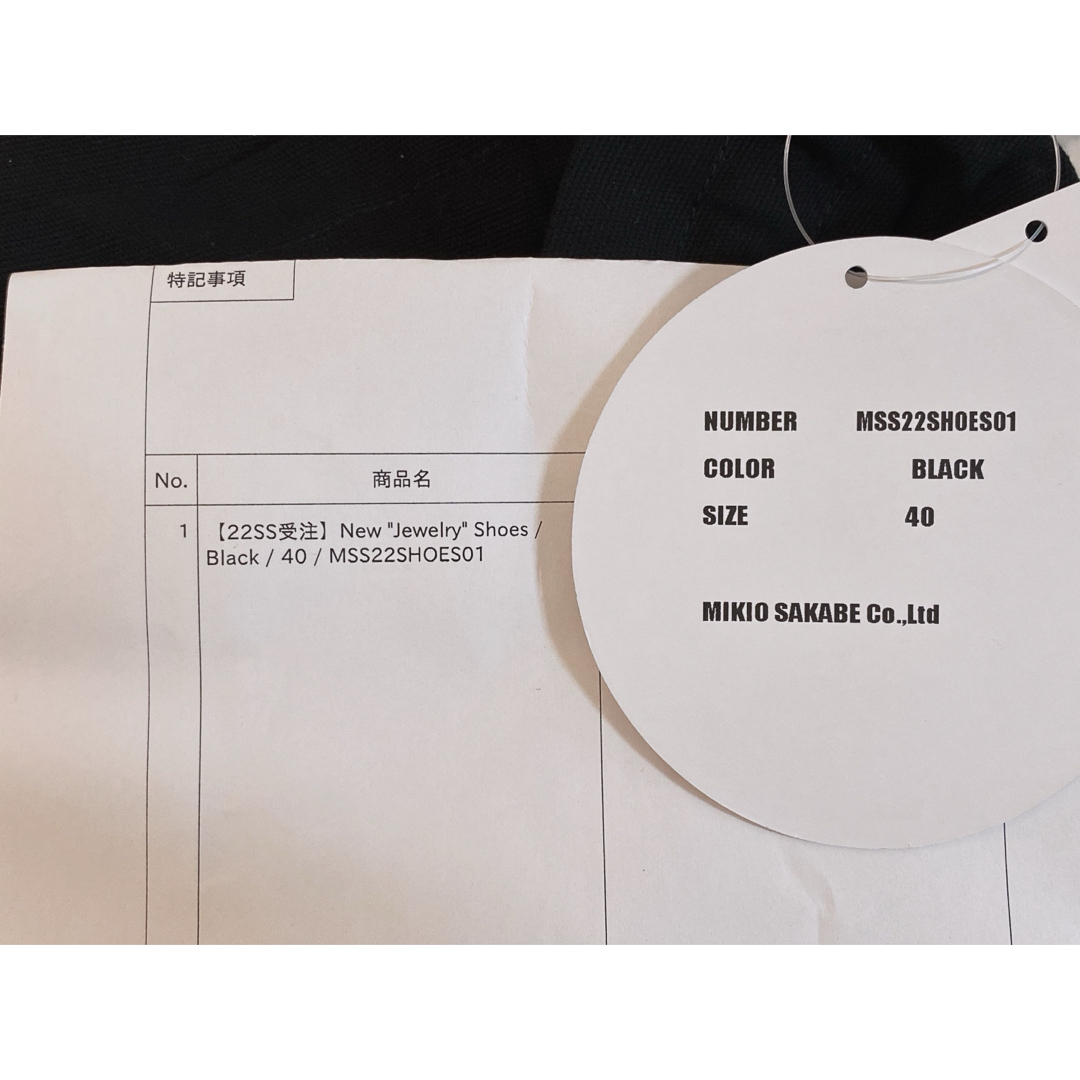 特記事項
No. 商品名
1 【22SS受注】New "Jewelry" Shoes /
Black / 40 / MSS22SHOES01
NUMBER MSS22SHOES01
COLOR BLACK
SIZE 40
MIKIO SAKABE Co.,Ltd